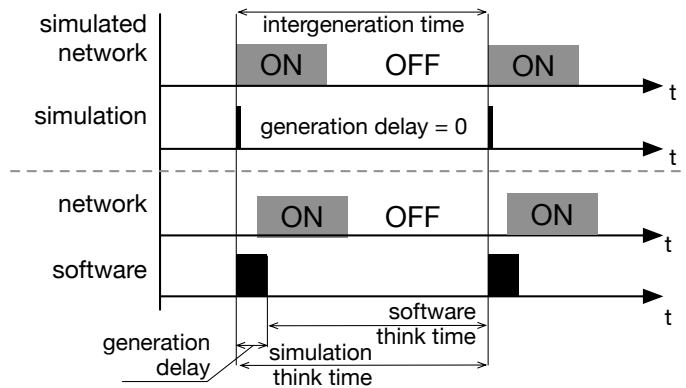 simulated
network
intergeneration time
ON
OFF
ON
t
simulation
generation delay = 0
t
network
ON
OFF
ON
t
software
t
software
think time
generation
delay
simulation
think time